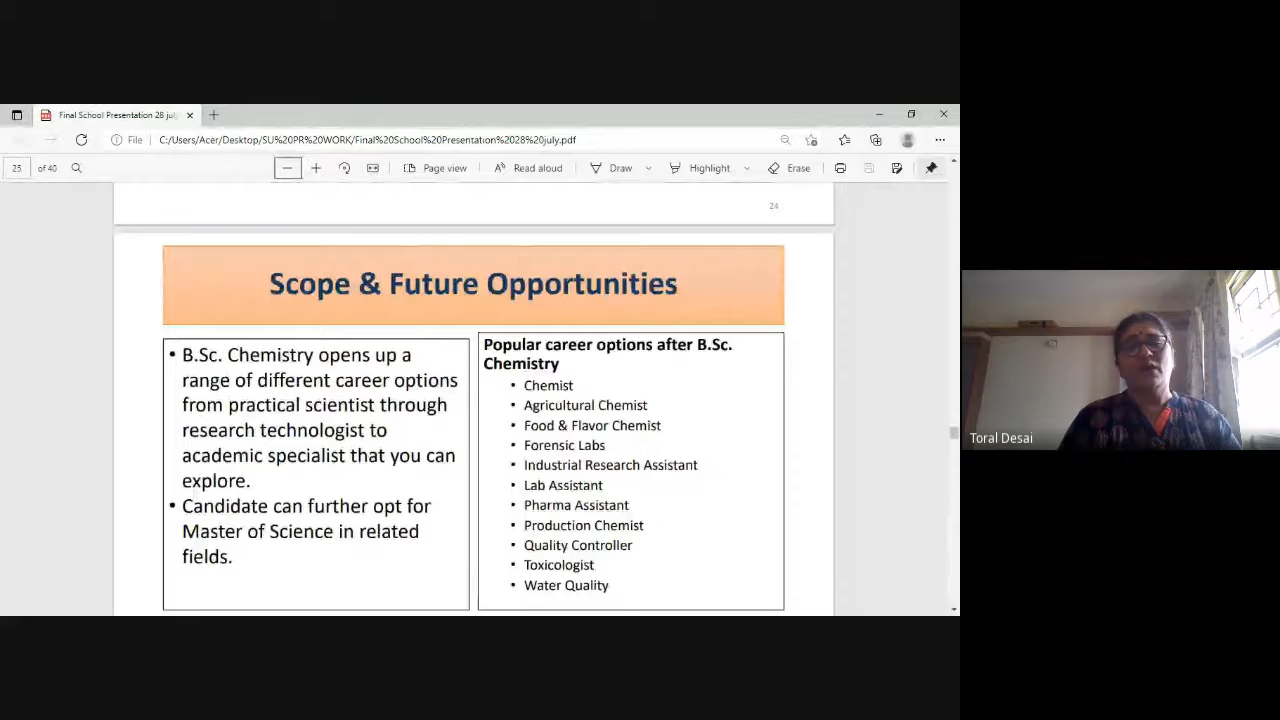 Final School Presentation 28 jul
File
C:/Users/Acer/Desktop/SU%20PR%20WORK/Final%20School%20Presentation%2028%20july.pdf
25 of 40
Page view
Read aloud
Draw
Highlight
Erase
24
Scope & Future Opportunities
• B.Sc. Chemistry opens up a
range of different career options
from practical scientist through
research technologist to
academic specialist that you can
explore.
• Candidate can further opt for
Master of Science in related
fields.
Popular career options after B.Sc.
Chemistry
• Chemist
• Agricultural Chemist
• Food & Flavor Chemist
• Forensic Labs
• Industrial Research Assistant
• Lab Assistant
• Pharma Assistant
• Production Chemist
• Quality Controller
• Toxicologist
• Water Quality
Toral Desai